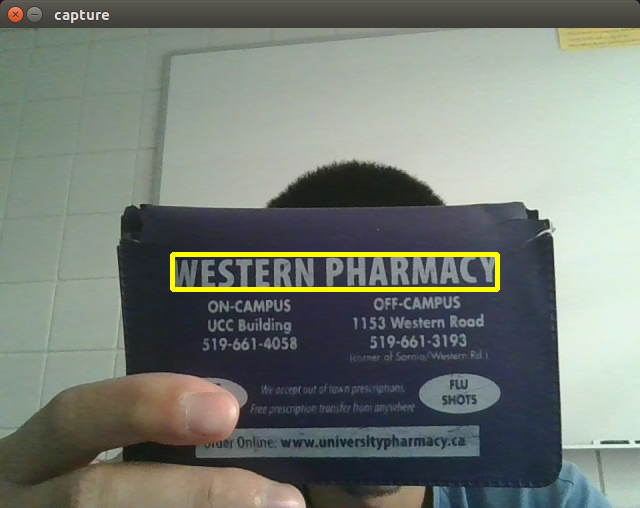 capture
WESTERN PHARMACY
ON-CAMPUS
UCC Building
519-661-4058
OFF-CAMPUS
1153 Western Road
519-661-3193
(corner of Sarnia/Western Rd.)
We accept out of town prescriptions.
Free prescription transfer from anywhere
FLU
SHOTS
Order Online: www.universitypharmacy.ca